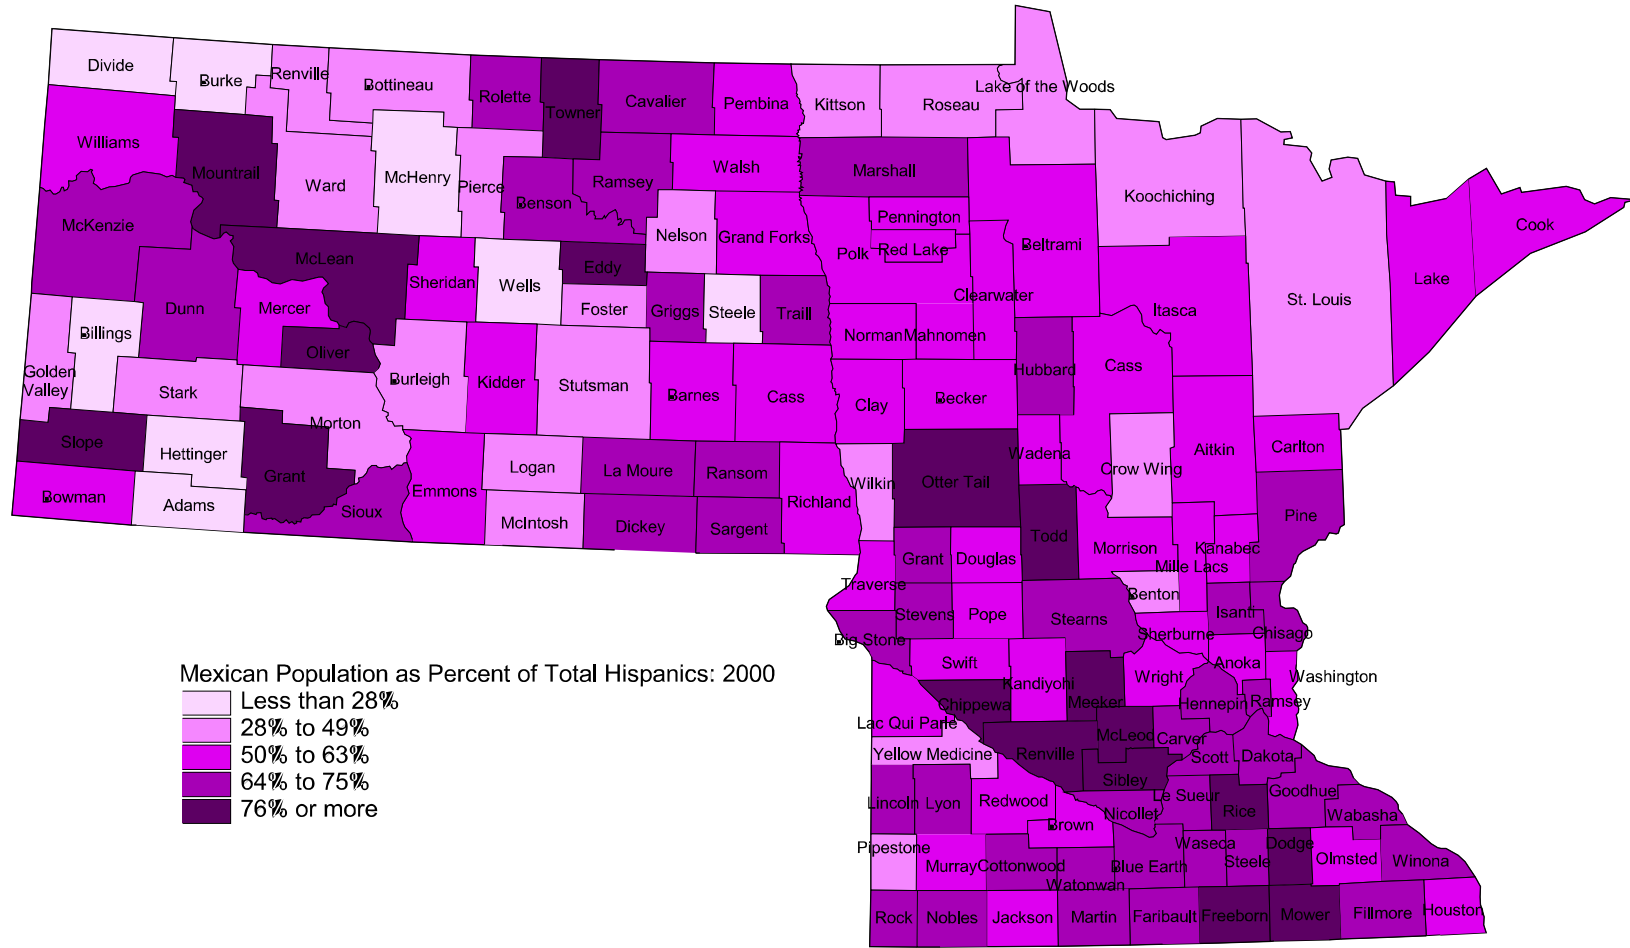 Divide
Burke
Renville
Bottineau
Rolette
Towner
Cavalier
Pembina
Kittson
Roseau
Lake of the Woods
Williams
Mountrail
Ward
McHenry
Pierce
Benson
Ramsey
Walsh
Marshall
Koochiching
McKenzie
McLean
Sheridan
Wells
Eddy
Nelson
Grand Forks
Pennington
Red Lake
Polk
Beltrami
Cook
Lake
St. Louis
Itasca
Clearwater
Dunn
Mercer
Foster
Griggs
Steele
Traill
Norman
Mahnomen
Billings
Oliver
Golden
Valley
Stark
Burleigh
Kidder
Stutsman
Barnes
Cass
Clay
Becker
Hubbard
Cass
Morton
Slope
Hettinger
Grant
Logan
La Moure
Ransom
Richland
Wilkin
Otter Tail
Wadena
Crow Wing
Aitkin
Carlton
Bowman
Adams
Sioux
Emmons
McIntosh
Dickey
Sargent
Pine
Todd
Morrison
Kanabec
Mille Lacs
Grant
Douglas
Traverse
Benton
Stevens
Pope
Stearns
Isanti
Big Stone
Sherburne
Chisago
Swift
Kandiyohi
Wright
Anoka
Washington
Chippewa
Meeker
Hennepin
Ramsey
Lac Qui Parle
McLeod
Carver
Yellow Medicine
Renville
Scott
Dakota
Sibley
Lincoln
Lyon
Redwood
Nicollet
Le Sueur
Rice
Goodhue
Wabasha
Brown
Pipestone
Murray
Cottonwood
Watonwan
Blue Earth
Waseca
Steele
Dodge
Olmsted
Winona
Rock
Nobles
Jackson
Martin
Faribault
Freeborn
Mower
Fillmore
Houston
Mexican Population as Percent of Total Hispanics: 2000
Less than 28%
28% to 49%
50% to 63%
64% to 75%
76% or more